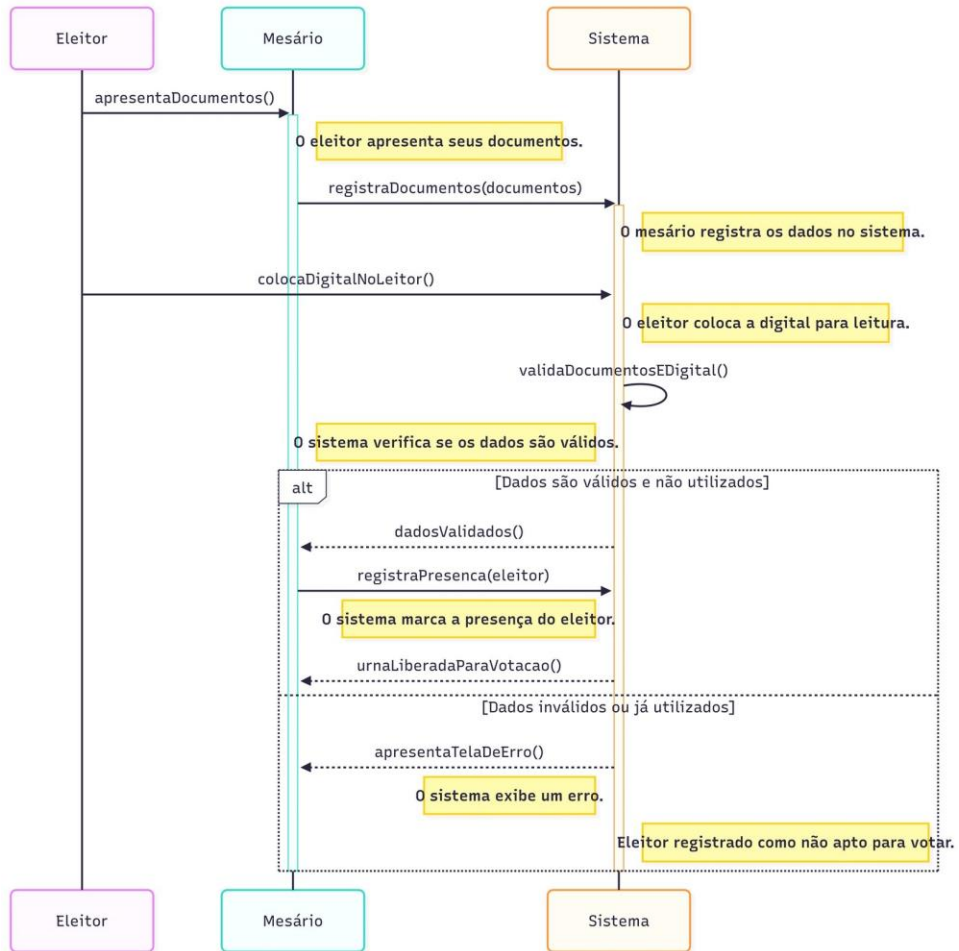 Eleitor
Mesário
Sistema
apresentaDocumentos()
O eleitor apresenta seus documentos.
registraDocumentos(documentos)
O mesário registra os dados no sistema.
colocaDigitalNoLeitor()
O eleitor coloca a digital para leitura.
validaDocumentosEDigital()
O sistema verifica se os dados são válidos.
alt
[Dados são válidos e não utilizados]
dadosValidados()
registraPresenca(eleitor)
O sistema marca a presença do eleitor.
urnaLiberadaParaVotacao()
[Dados inválidos ou já utilizados]
apresentaTelaDeErro()
O sistema exibe um erro.
Eleitor registrado como não apto para votar.
Eleitor
Mesário
Sistema